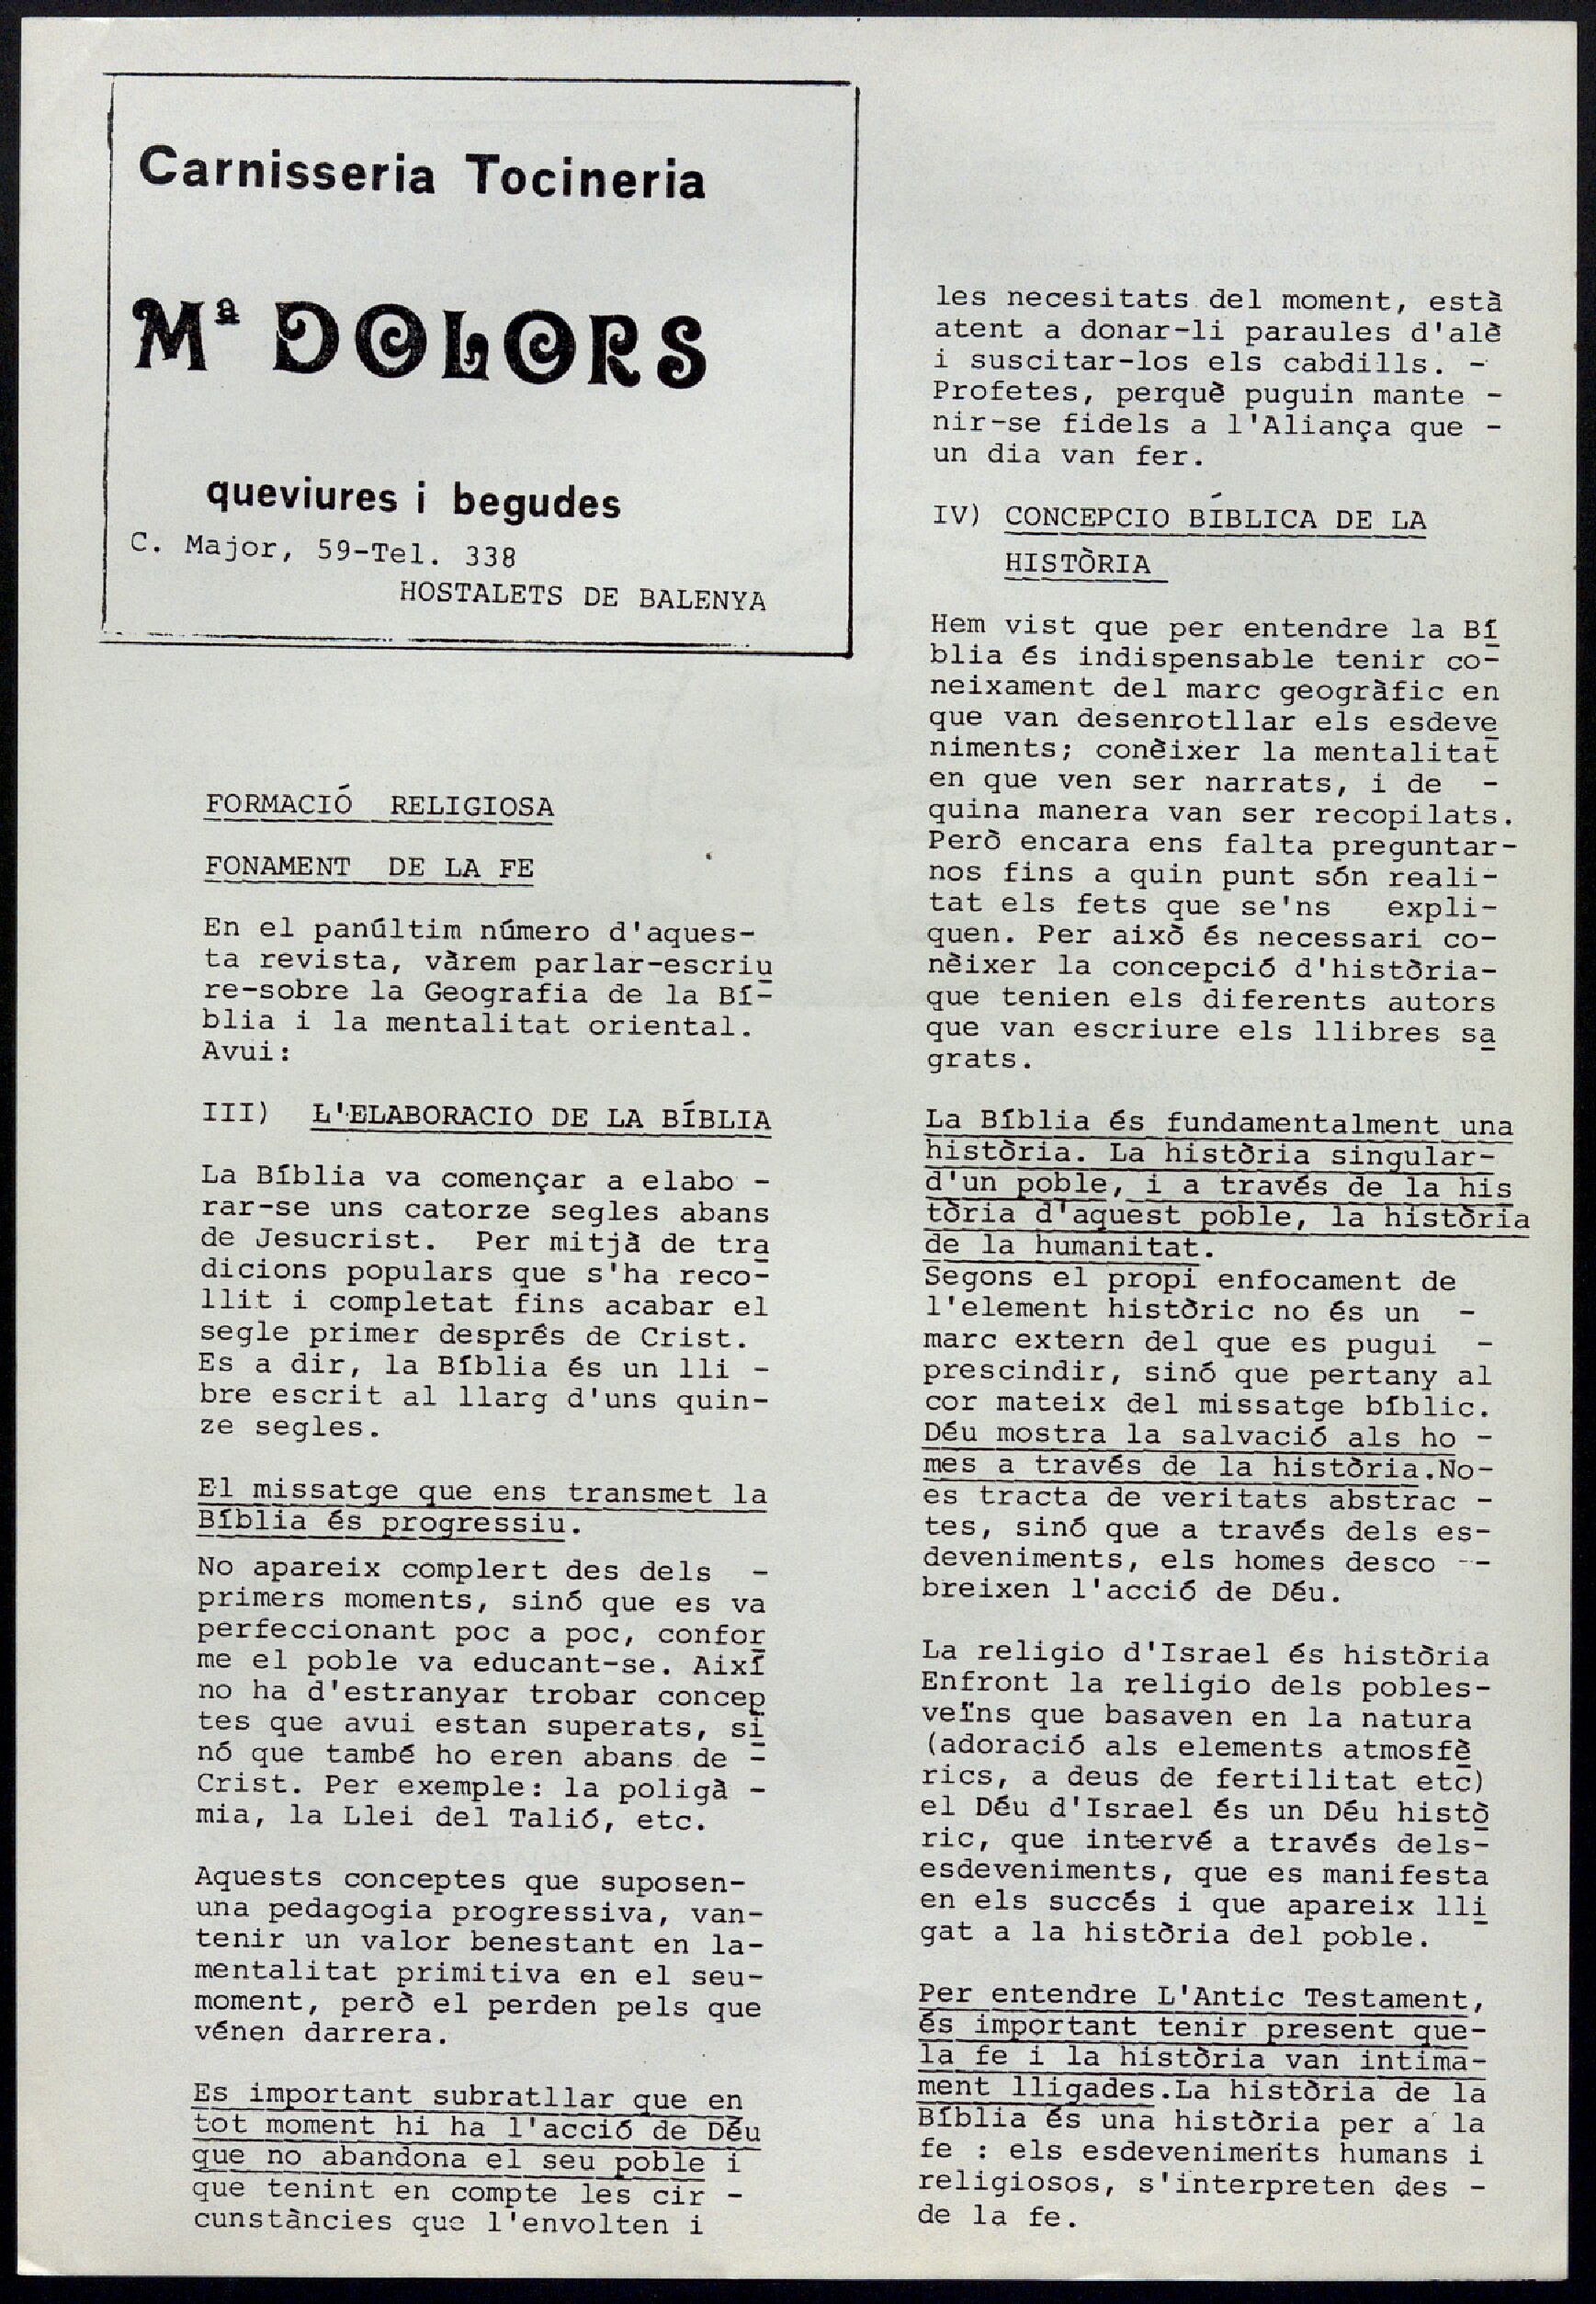 Carnisseria Tocineria
Mª DOLORS
queviures i begudes
C. Major, 59-Tel. 338
HOSTALETS DE BALENYA
FORMACIÓ RELIGIOSA
FONAMENT DE LA FE
En el panúltim número d'aques-
ta revista, vàrem parlar-escriu
re-sobre la Geografia de la Bí-
blia i la mentalitat oriental.
Avui:
III) L'ELABORACIO DE LA BÍBLIA
La Bíblia va començar a elabo -
rar-se uns catorze segles abans
de Jesucrist. Per mitjà de tra
dicions populars que s'ha reco-
llit i completat fins acabar el
segle primer després de Crist.
Es a dir, la Bíblia és un lli -
bre escrit al llarg d'uns quin-
ze segles.
El missatge que ens transmet la
Bíblia és progressiu.
No apareix complert des dels -
primers moments, sinó que es va
perfeccionant poc a poc, confor
me el poble va educant-se. Així
no ha d'estranyar trobar concep
tes que avui estan superats, si
nó que també ho eren abans de -
Crist. Per exemple: la poligà -
mia, la Llei del Talió, etc.
Aquests conceptes que suposen-
una pedagogia progressiva, van-
tenir un valor benestant en la-
mentalitat primitiva en el seu-
moment, però el perden pels que
vénen darrera.
Es important subratllar que en
tot moment hi ha l'acció de Déu
que no abandona el seu poble i
que tenint en compte les cir -
cunstàncies que l'envolten i
les necesitats del moment, està
atent a donar-li paraules d'alè
i suscitar-los els cabdills. -
Profetes, perquè puguin mante -
nir-se fidels a l'Aliança que -
un dia van fer.
IV) CONCEPCIO BÍBLICA DE LA
HISTÒRIA
Hem vist que per entendre la Bí
blia és indispensable tenir co-
neixament del marc geogràfic en
que van desenrotllar els esdeve
niments; conèixer la mentalitat
en que ven ser narrats, i de -
quina manera van ser recopilats.
Però encara ens falta preguntar-
nos fins a quin punt són reali-
tat els fets que se'ns expli-
quen. Per això és necessari co-
nèixer la concepció d'història-
que tenien els diferents autors
que van escriure els llibres sa
grats.
La Bíblia és fundamentalment una
història. La història singular-
d'un poble, i a través de la his
tòria d'aquest poble, la història
de la humanitat.
Segons el propi enfocament de
l'element històric no és un -
marc extern del que es pugui -
prescindir, sinó que pertany al
cor mateix del missatge bíblic.
Déu mostra la salvació als ho -
mes a través de la història.No-
es tracta de veritats abstrac -
tes, sinó que a través dels es-
deveniments, els homes desco --
breixen l'acció de Déu.
La religio d'Israel és història
Enfront la religio dels pobles-
veïns que basaven en la natura
(adoració als elements atmosfè
rics, a deus de fertilitat etc)
el Déu d'Israel és un Déu histò
ric, que intervé a través dels-
esdeveniments, que es manifesta
en els succés i que apareix lli
gat a la història del poble.
Per entendre L'Antic Testament,
és important tenir present que-
la fe i la història van intima-
ment lligades.La història de la
Bíblia és una història per a la
fe : els esdeveniments humans i
religiosos, s'interpreten des -
de la fe.